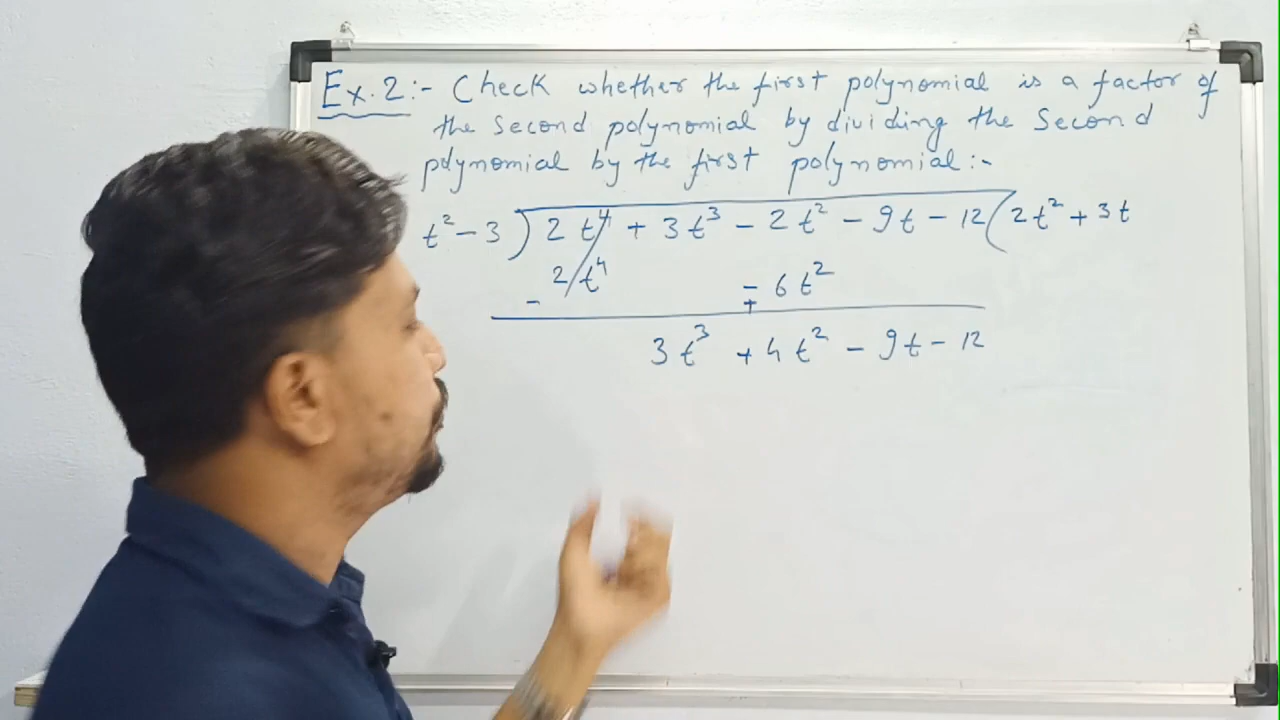 Ex.2:- Check whether the first polynomial is a factor of
the second polynomial by dividing the second
polynomial by the first polynomial:-
t² - 3 ) 2t⁴ + 3t³ - 2t² - 9t - 12 ( 2t² + 3t
2t⁴ - 6t²
- +
3t³ + 4t² - 9t - 12